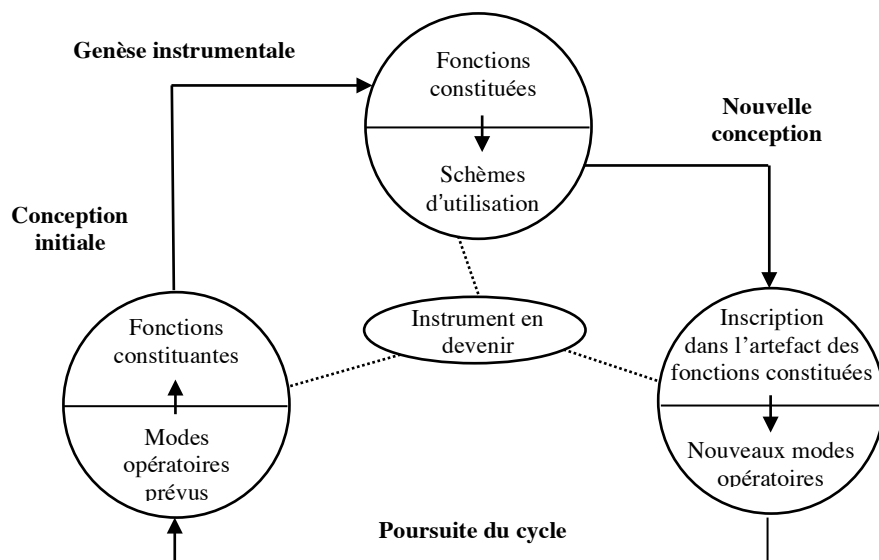 Genèse instrumentale
Fonctions
constituées
Schèmes
d'utilisation
Nouvelle
conception
Conception
initiale
Fonctions
constituantes
Modes
opératoires
prévus
Instrument en
devenir
Inscription
dans l'artefact des
fonctions constituées
Nouveaux modes
opératoires
Poursuite du cycle